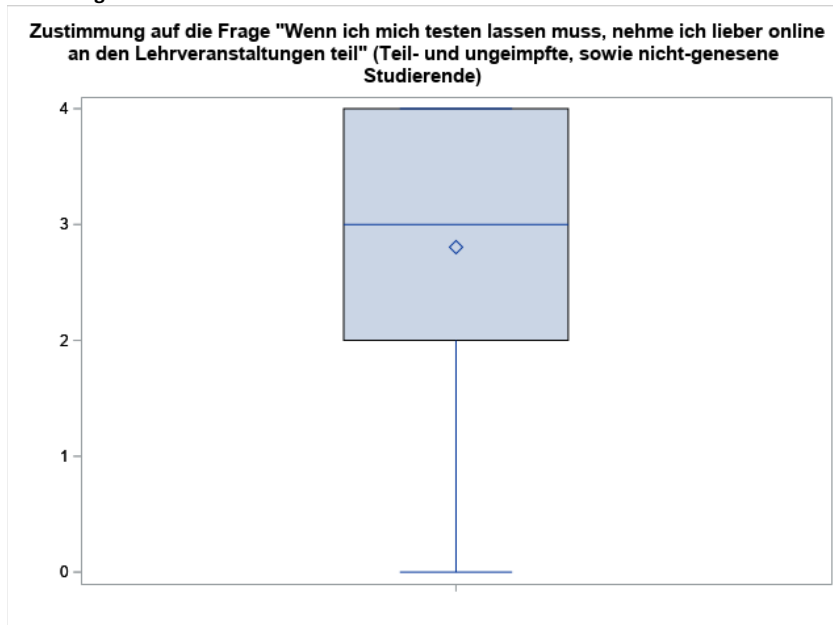 Zustimmung auf die Frage "Wenn ich mich testen lassen muss, nehme ich lieber online
an den Lehrveranstaltungen teil" (Teil- und ungeimpfte, sowie nicht-genesene
Studierende)
4
3
2
1
0